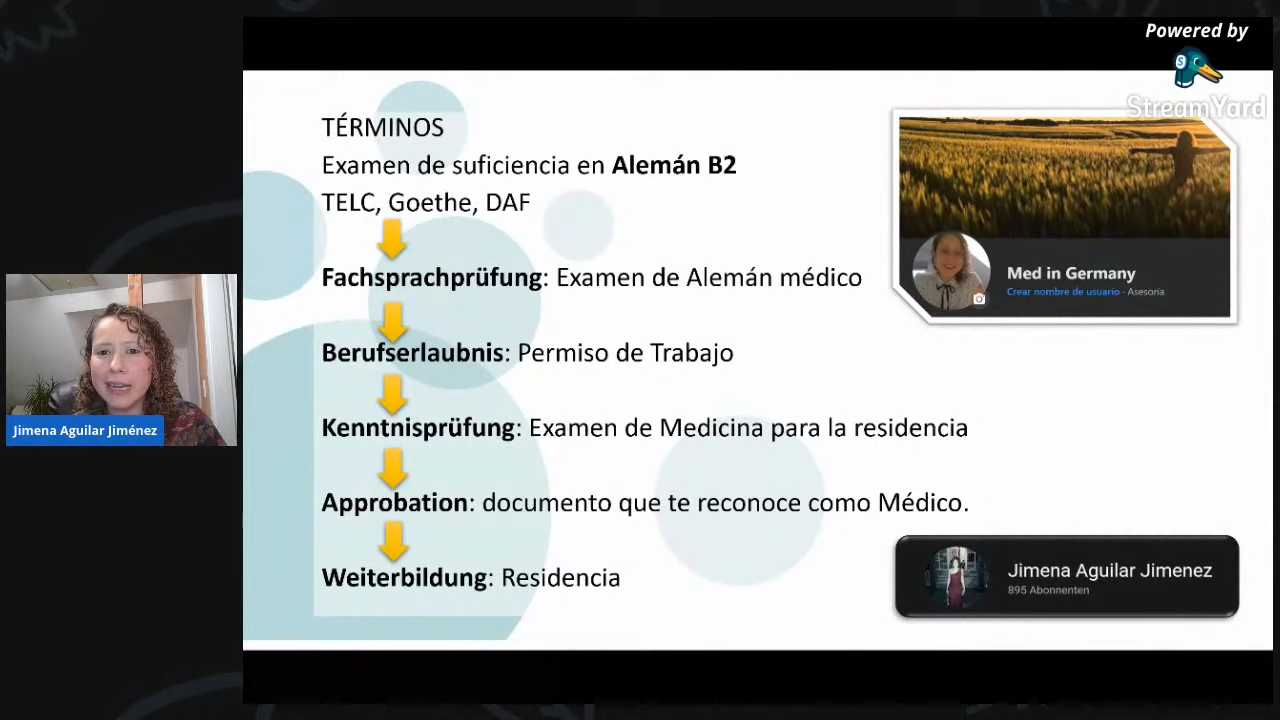 Powered by
StreamYard
TÉRMINOS
Examen de suficiencia en Alemán B2
TELC, Goethe, DAF
Fachsprachprüfung: Examen de Alemán médico
Berufserlaubnis: Permiso de Trabajo
Kenntnisprüfung: Examen de Medicina para la residencia
Approbation: documento que te reconoce como Médico.
Weiterbildung: Residencia
Med in Germany
Crear nombre de usuario - Asesoría
Jimena Aguilar Jiménez
Jimena Aguilar Jimenez
895 Abonnenten